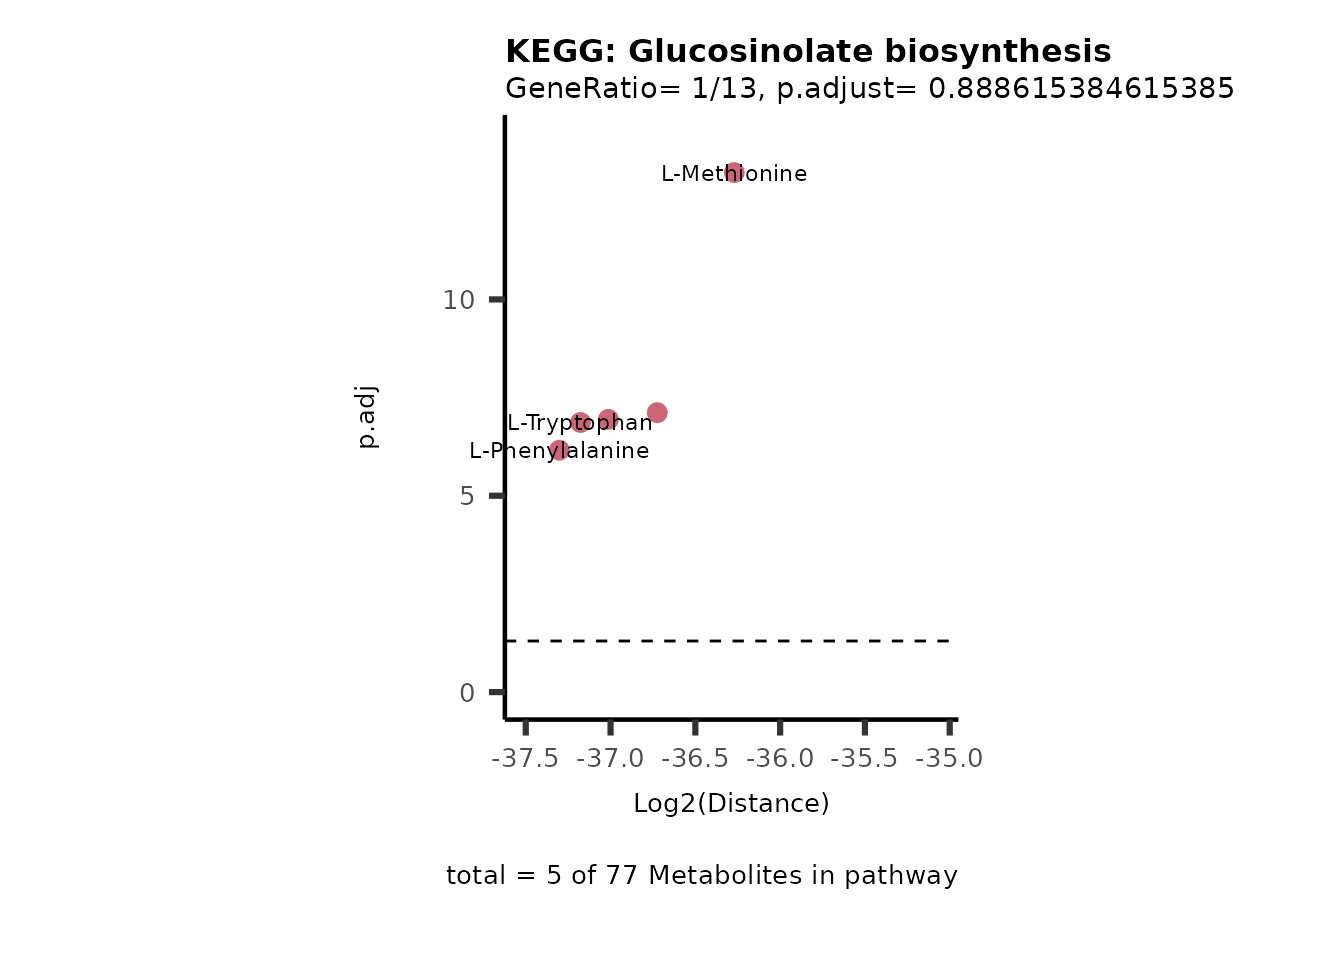 KEGG: Glucosinolate biosynthesis
GeneRatio= 1/13, p.adjust= 0.888615384615385
L-Methionine
10
p.adj
L-Tryptophan
L-Phenylalanine
5
0
-37.5 -37.0 -36.5 -36.0 -35.5 -35.0
Log2(Distance)
total = 5 of 77 Metabolites in pathway